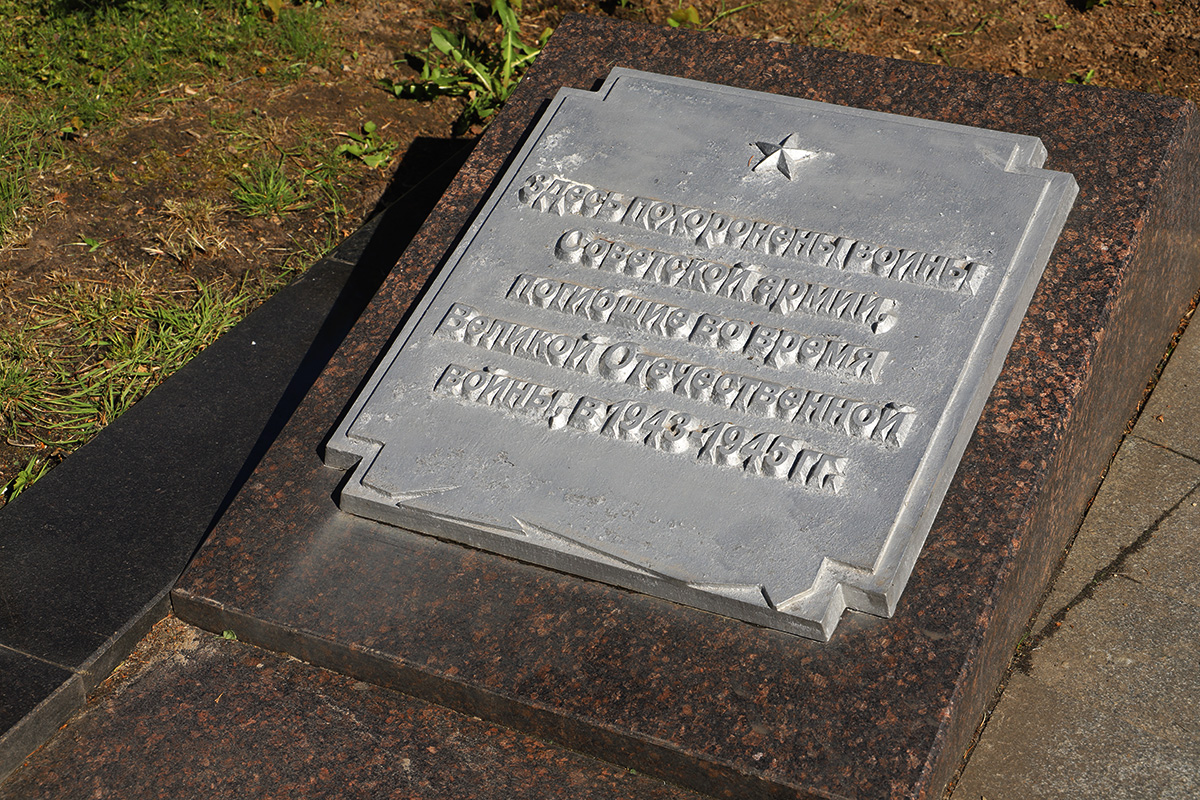 Здесь похоронены воины
Советской армии,
погибшие во время
Великой Отечественной
войны в 1943-1945 гг.